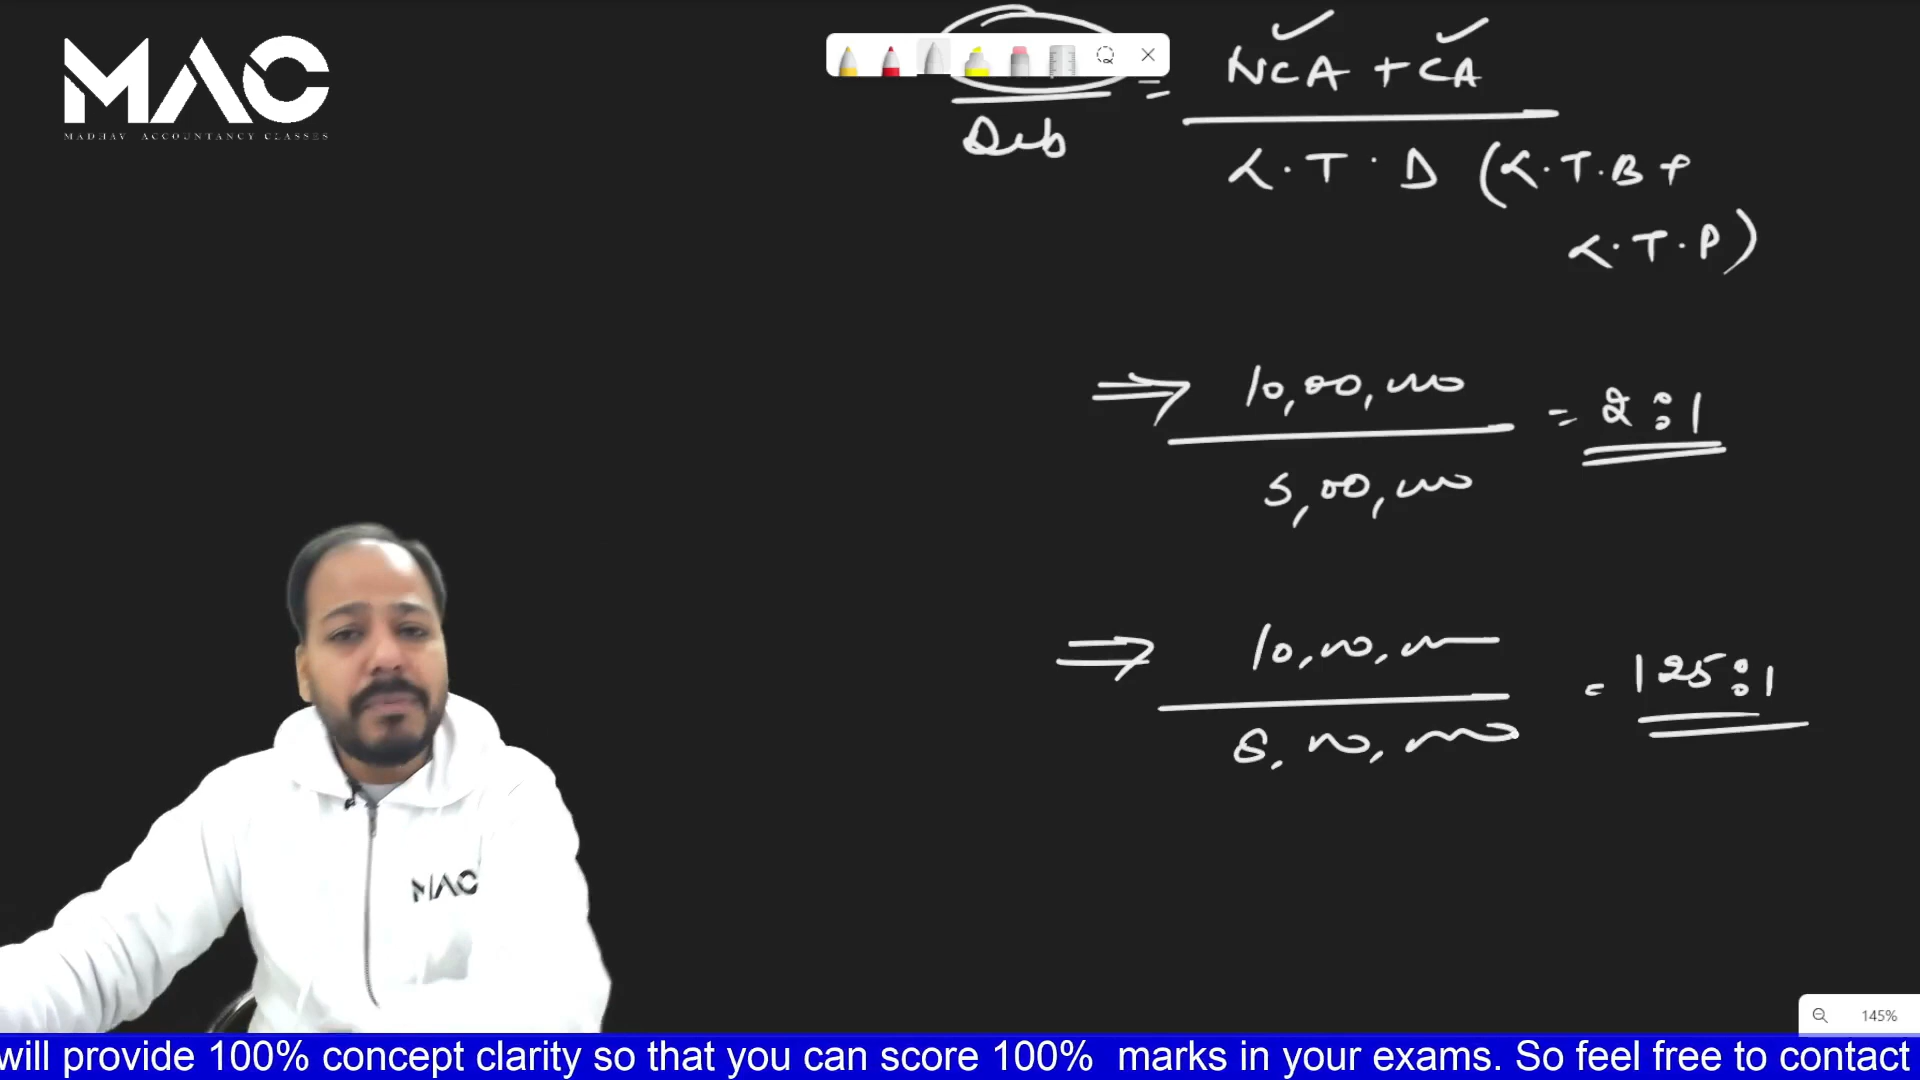 MAC
MADHAV ACCOUNTANCY CLASSES
Deb = NCA + CA
L.T.D (L.T.B +
L.T.P)
⇒ 10,00,000 = 2:1
5,00,000
⇒ 10,00,000 = 125:1
8,00,000
MAC
145%
will provide 100% concept clarity so that you can score 100% marks in your exams. So feel free to contact